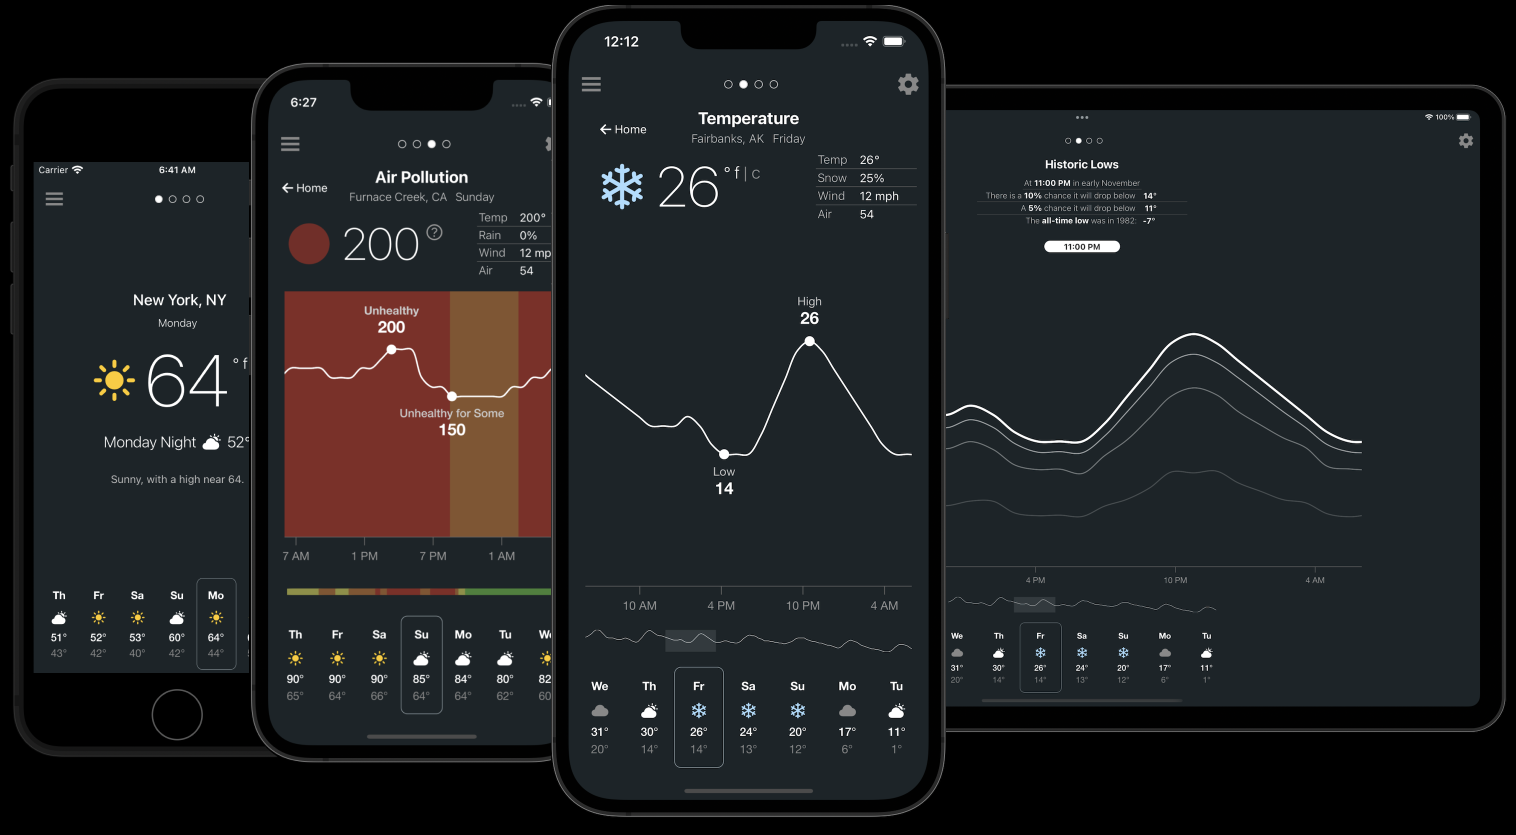 Carrier 6:41 AM
New York, NY
Monday
64 ° f
Monday Night 52°
Sunny, with a high near 64.
Th Fr Sa Su Mo
51° 52° 53° 60° 64°
43° 42° 40° 42° 44°
6:27
Home
Air Pollution
Furnace Creek, CA Sunday
200 ?
Temp 200°
Rain 0%
Wind 12 mp
Air 54
Unhealthy
200
Unhealthy for Some
150
7 AM 1 PM 7 PM 1 AM
Th Fr Sa Su Mo Tu We
90° 90° 90° 85° 84° 80° 82
65° 64° 66° 64° 64° 62° 60
12:12
Home
Temperature
Fairbanks, AK Friday
26 ° f | C
Temp 26°
Snow 25%
Wind 12 mph
Air 54
High
26
Low
14
10 AM 4 PM 10 PM 4 AM
We Th Fr Sa Su Mo Tu
31° 30° 26° 24° 20° 17° 11°
20° 14° 14° 13° 12° 6° 1°
100%
Historic Lows
At 11:00 PM in early November
There is a 10% chance it will drop below 14°
A 5% chance it will drop below 11°
The all-time low was in 1982: -7°
11:00 PM
4 PM 10 PM 4 AM
We Th Fr Sa Su Mo Tu
31° 30° 26° 24° 20° 17° 11°
20° 14° 14° 13° 12° 6° 1°